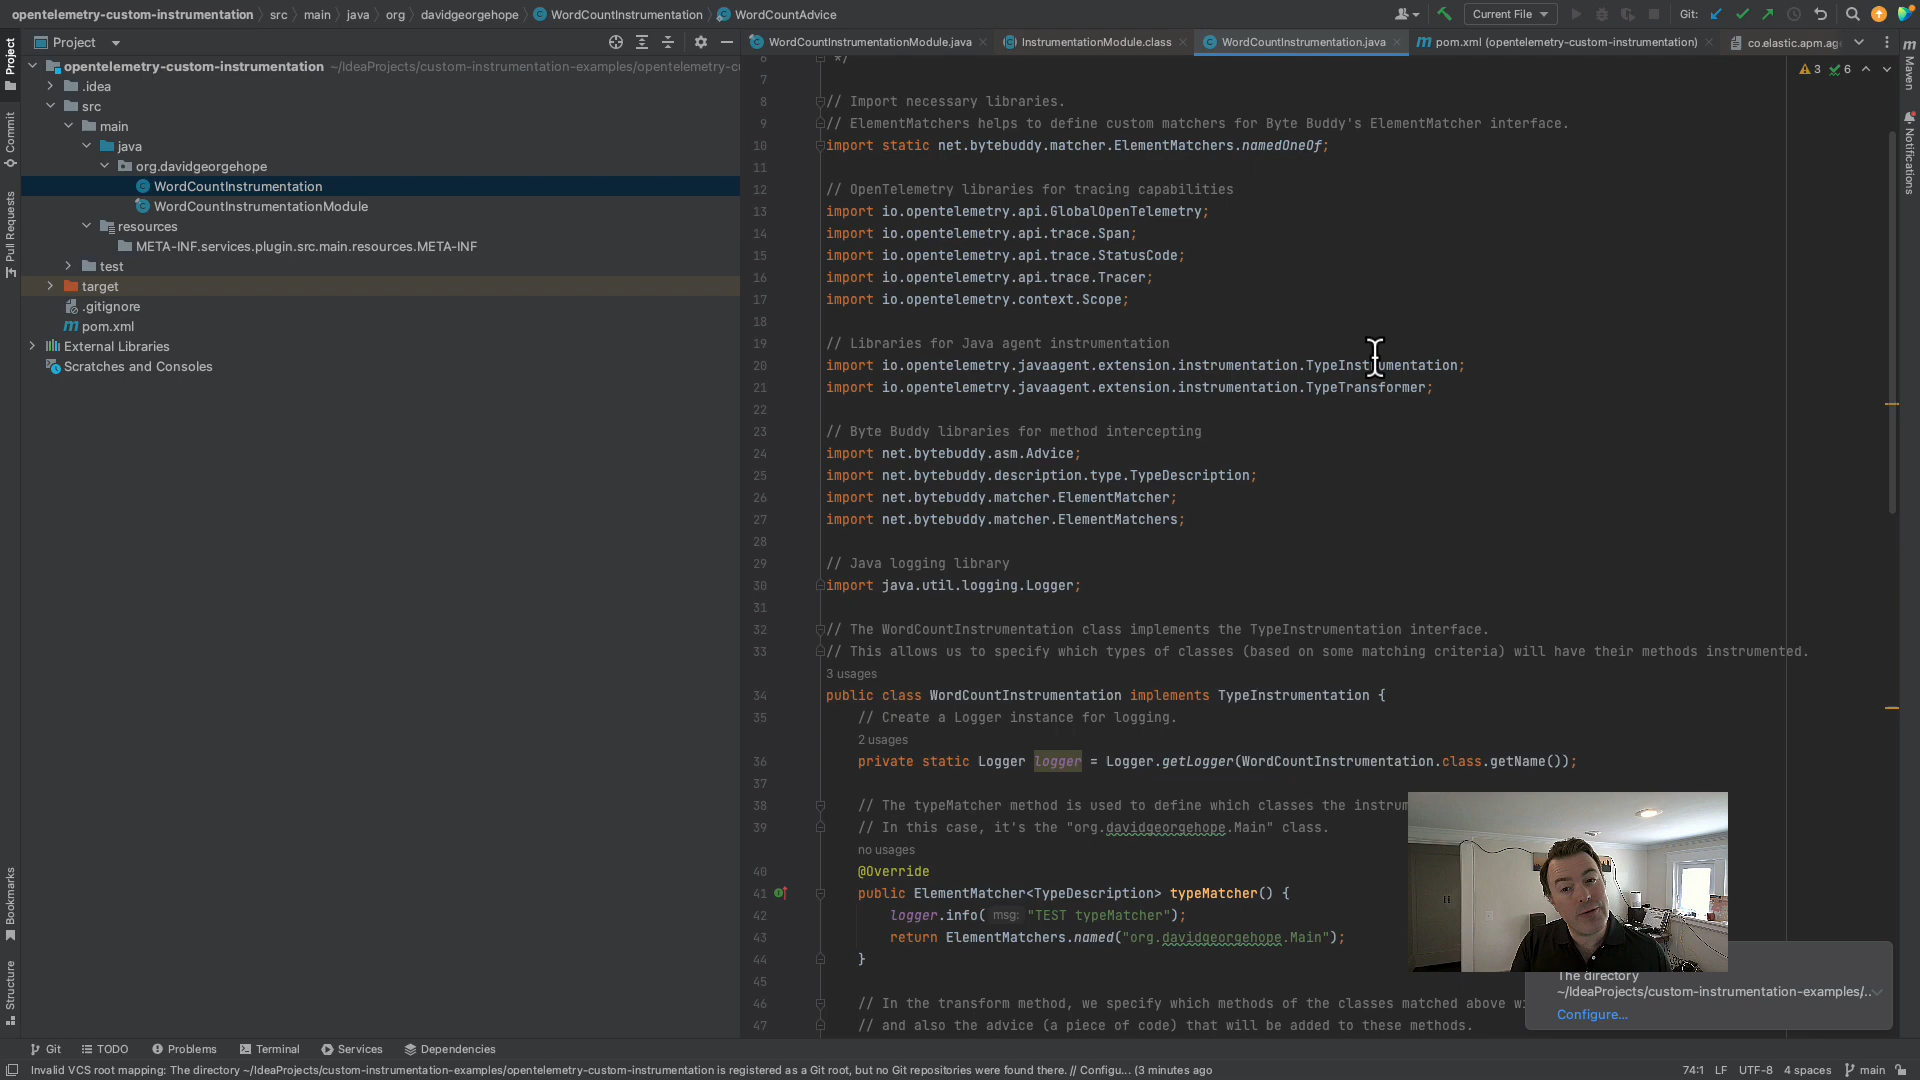 opentelemetry-custom-instrumentation src main java org davidgeorgehope WordCountInstrumentation WordCountAdvice
Current File
Git:
Project
WordCountInstrumentationModule.java
InstrumentationModule.class
WordCountInstrumentation.java
pom.xml (opentelemetry-custom-instrumentation)
co.elastic.apm.age
opentelemetry-custom-instrumentation ~/IdeaProjects/custom-instrumentation-examples/opentelemetry-c
.idea
src
main
java
org.davidgeorgehope
WordCountInstrumentation
WordCountInstrumentationModule
resources
META-INF.services.plugin.src.main.resources.META-INF
test
target
.gitignore
pom.xml
External Libraries
Scratches and Consoles
Project
Commit
Pull Requests
Bookmarks
Structure
Maven
Notifications
3 6
6 */
7
8 // Import necessary libraries.
9 // ElementMatchers helps to define custom matchers for Byte Buddy's ElementMatcher interface.
10 import static net.bytebuddy.matcher.ElementMatchers.namedOneOf;
11
12 // OpenTelemetry libraries for tracing capabilities
13 import io.opentelemetry.api.GlobalOpenTelemetry;
14 import io.opentelemetry.api.trace.Span;
15 import io.opentelemetry.api.trace.StatusCode;
16 import io.opentelemetry.api.trace.Tracer;
17 import io.opentelemetry.context.Scope;
18
19 // Libraries for Java agent instrumentation
20 import io.opentelemetry.javaagent.extension.instrumentation.TypeInstrumentation;
21 import io.opentelemetry.javaagent.extension.instrumentation.TypeTransformer;
22
23 // Byte Buddy libraries for method intercepting
24 import net.bytebuddy.asm.Advice;
25 import net.bytebuddy.description.type.TypeDescription;
26 import net.bytebuddy.matcher.ElementMatcher;
27 import net.bytebuddy.matcher.ElementMatchers;
28
29 // Java logging library
30 import java.util.logging.Logger;
31
32 // The WordCountInstrumentation class implements the TypeInstrumentation interface.
33 // This allows us to specify which types of classes (based on some matching criteria) will have their methods instrumented.
3 usages
34 public class WordCountInstrumentation implements TypeInstrumentation {
35 // Create a Logger instance for logging.
2 usages
36 private static Logger logger = Logger.getLogger(WordCountInstrumentation.class.getName());
37
38 // The typeMatcher method is used to define which classes the instrum
39 // In this case, it's the "org.davidgeorgehope.Main" class.
no usages
40 @Override
41 public ElementMatcher<TypeDescription> typeMatcher() {
42 logger.info( msg: "TEST typeMatcher");
43 return ElementMatchers.named("org.davidgeorgehope.Main");
44 }
45
46 // In the transform method, we specify which methods of the classes matched above w
47 // and also the advice (a piece of code) that will be added to these methods.
The directory
~/IdeaProjects/custom-instrumentation-examples/...
Configure...
Git TODO Problems Terminal Services Dependencies
Invalid VCS root mapping: The directory ~/IdeaProjects/custom-instrumentation-examples/opentelemetry-custom-instrumentation is registered as a Git root, but no Git repositories were found there. // Configu... (3 minutes ago
74:1 LF UTF-8 4 spaces main